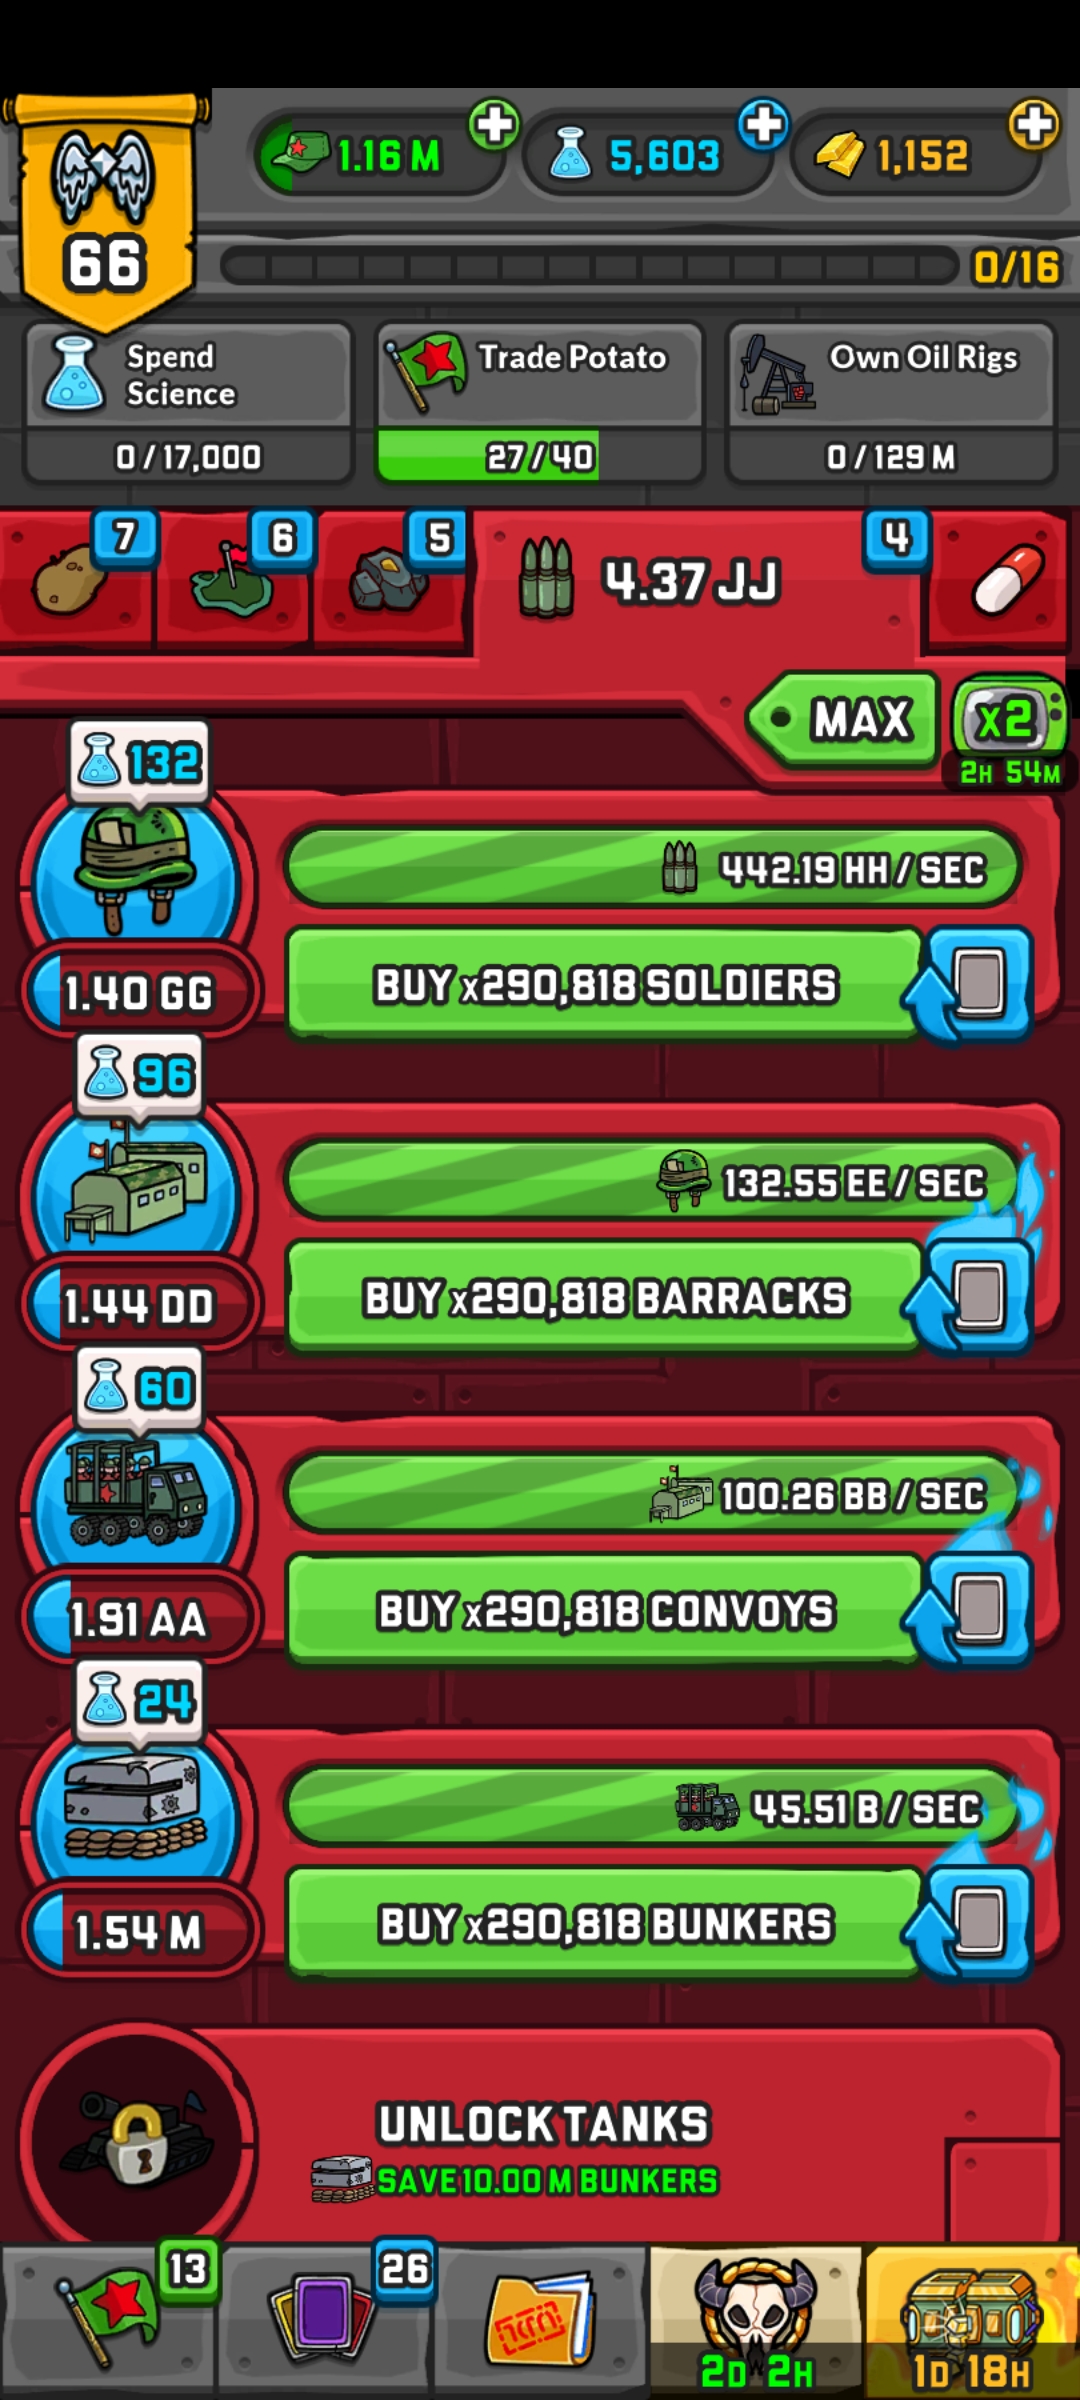 66
1.16 M
5,603
1,152
0/16
Spend
Science
0/17,000
Trade Potato
27/40
Own Oil Rigs
0/129 M
7
6
5
4.37 JJ
4
MAX
x2
2H 54M
132
442.19 HH / SEC
1.40 GG
BUY x290,818 SOLDIERS
96
132.55 EE / SEC
1.44 DD
BUY x290,818 BARRACKS
60
100.26 BB / SEC
1.91 AA
BUY x290,818 CONVOYS
24
45.51 B / SEC
1.54 M
BUY x290,818 BUNKERS
UNLOCK TANKS
SAVE 10.00 M BUNKERS
13
26
2D 2H
1D 18H